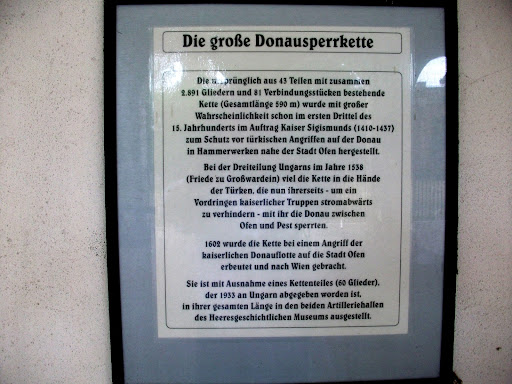 Die große Donausperrkette
Die ursprünglich aus 43 Teilen mit zusammen
2.891 Gliedern und 81 Verbindungsstücken bestehende
Kette (Gesamtlänge 590 m) wurde mit großer
Wahrscheinlichkeit schon im ersten Drittel des
15. Jahrhunderts im Auftrag Kaiser Sigismunds (1410-1437)
zum Schutz vor türkischen Angriffen auf der Donau
in Hammerwerken nahe der Stadt Ofen hergestellt.
Bei der Dreiteilung Ungarns im Jahre 1538
(Friede zu Großwardein) viel die Kette in die Hände
der Türken, die nun ihrerseits - um ein
Vordringen kaiserlicher Truppen stromabwärts
zu verhindern - mit ihr die Donau zwischen
Ofen und Pest sperrten.
1602 wurde die Kette bei einem Angriff der
kaiserlichen Donauflotte auf die Stadt Ofen
erbeutet und nach Wien gebracht.
Sie ist mit Ausnahme eines Kettenteiles (60 Glieder),
der 1933 an Ungarn abgegeben worden ist,
in ihrer gesamten Länge in den beiden Artilleriehallen
des Heeresgeschichtlichen Museums ausgestellt.